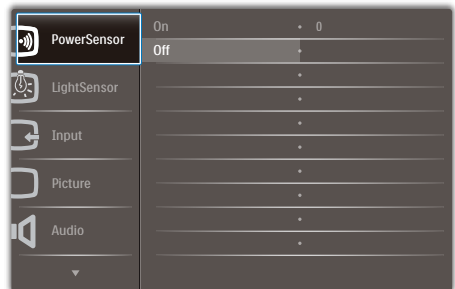 PowerSensor
On 0
Off
LightSensor
Input
Picture
Audio